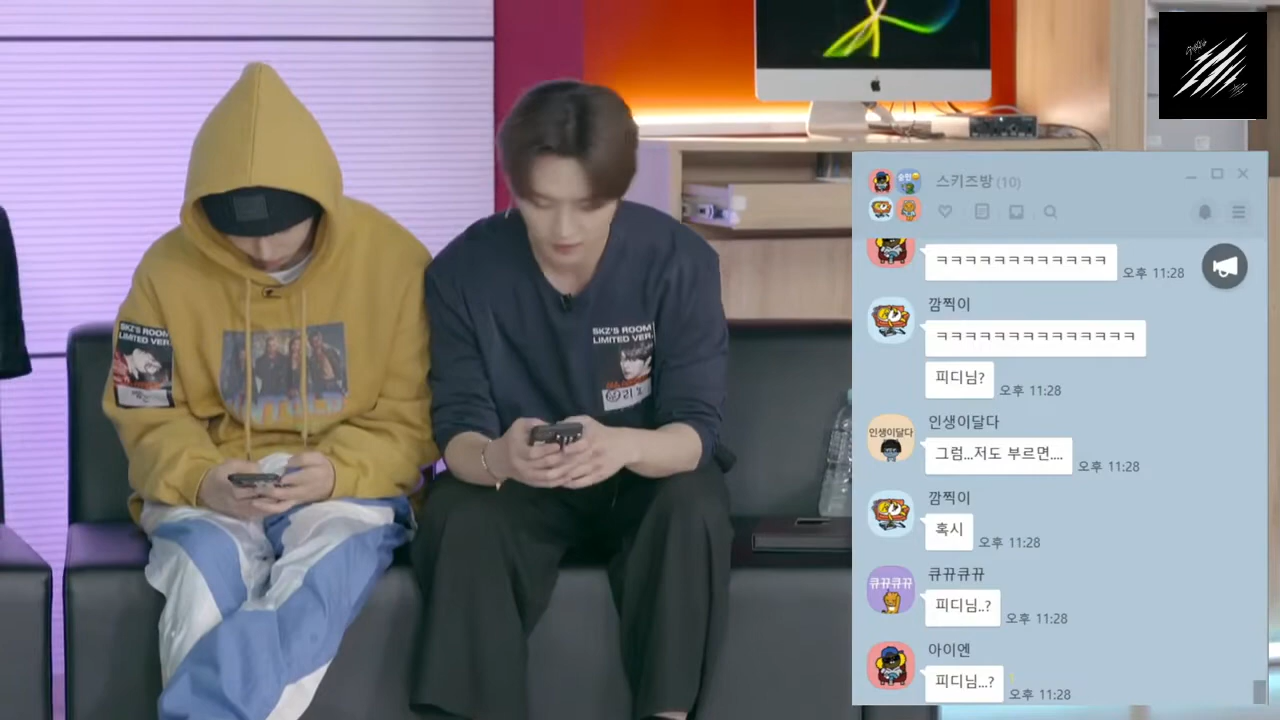 SKZ'S ROOM
LIMITED VER.
SKZ'S ROOM
LIMITED VER.
리노
스키즈방 (10)
ㅋㅋㅋㅋㅋㅋㅋㅋㅋㅋㅋㅋ
오후 11:28
깜찍이
ㅋㅋㅋㅋㅋㅋㅋㅋㅋㅋㅋㅋㅋㅋ
피디님?
오후 11:28
인생이달다
인생이달다
그럼...저도 부르면....
오후 11:28
깜찍이
혹시
오후 11:28
큐뀨큐뀨
큐뀨큐뀨
피디님..?
오후 11:28
아이엔
피디님...?
오후 11:28